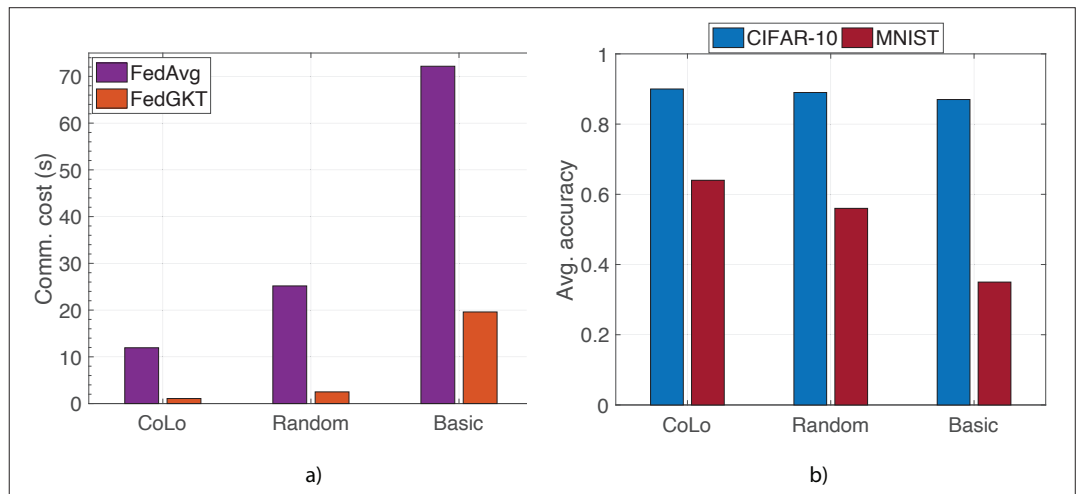 FedAvg
FedGKT
Comm. cost (s)
70
60
50
40
30
20
10
0
CoLo Random Basic
a)
CIFAR-10 MNIST
Avg. accuracy
1
0.8
0.6
0.4
0.2
0
CoLo Random Basic
b)